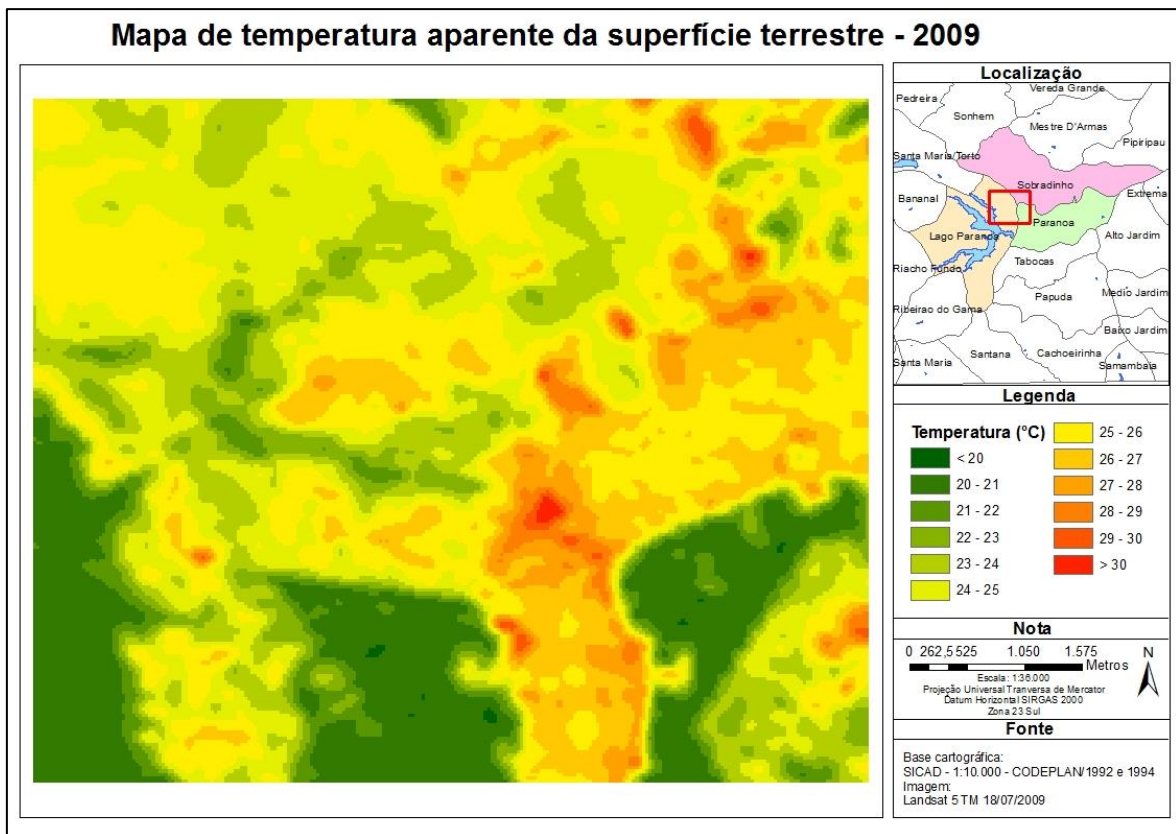 Mapa de temperatura aparente da superfície terrestre - 2009
Localização
Vereda Grande
Pedreira
Sonhem
Mestre D'Armas
Pipiripau
Santa Maria/Torto
Sobradinho
Extrema
Bananal
Paranoa
Lago Paranoa
Alto Jardim
Tabocas
Riacho Fundo
Papuda
Medio Jardim
Ribeirao do Gama
Baixo Jardim
Santana
Cachoeirinha
Santa Maria
Samambaia
Legenda
Temperatura (°C)
< 20
20 - 21
21 - 22
22 - 23
23 - 24
24 - 25
25 - 26
26 - 27
27 - 28
28 - 29
29 - 30
> 30
Nota
0 262,5525 1.050 1.575
Metros
N
Escala: 1:36.000
Projeção Universal Tranversa de Mercator
Datum Horizontal SIRGAS 2000
Zona 23 Sul
Fonte
Base cartográfica:
SICAD - 1:10.000 - CODEPLAN/1992 e 1994
Imagem:
Landsat 5 TM 18/07/2009